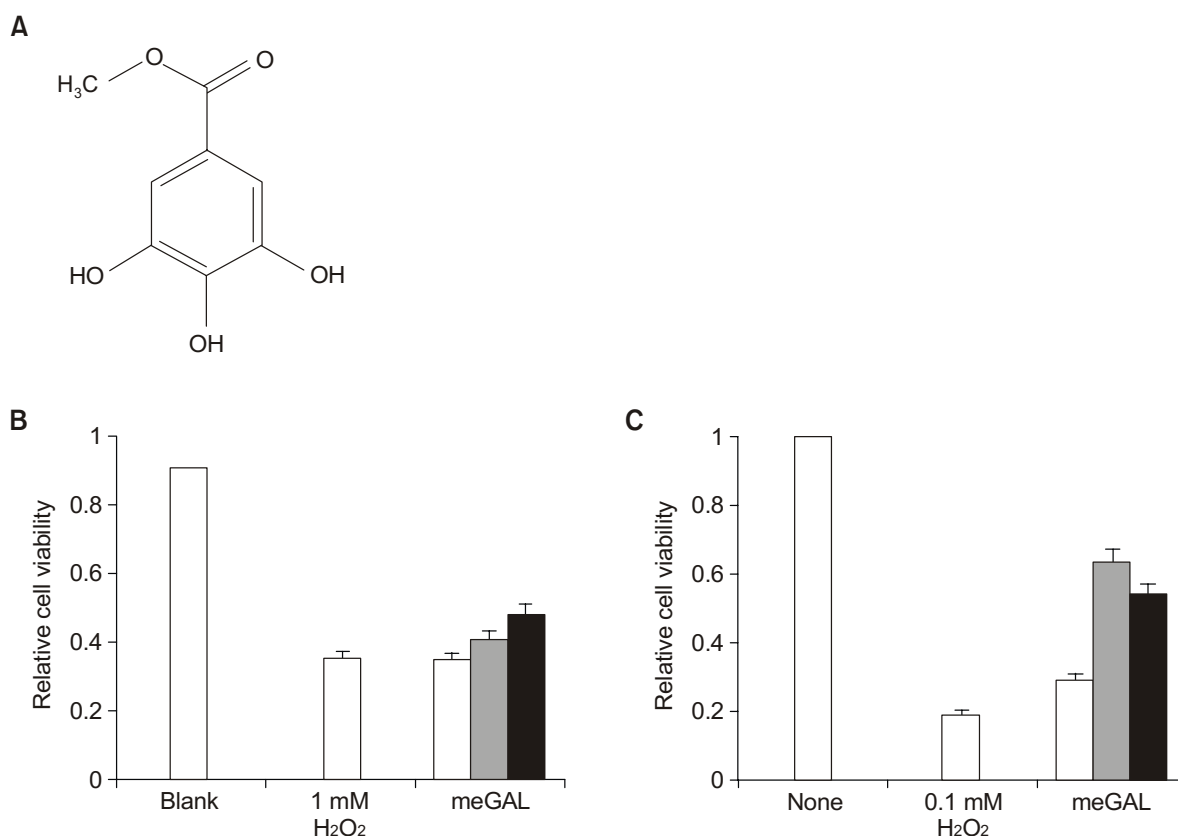 A
H₃C
O
O
HO
OH
OH
B
Relative cell viability
1
0.8
0.6
0.4
0.2
0
Blank
1 mM
H₂O₂
meGAL
C
Relative cell viability
1
0.8
0.6
0.4
0.2
0
None
0.1 mM
H₂O₂
meGAL